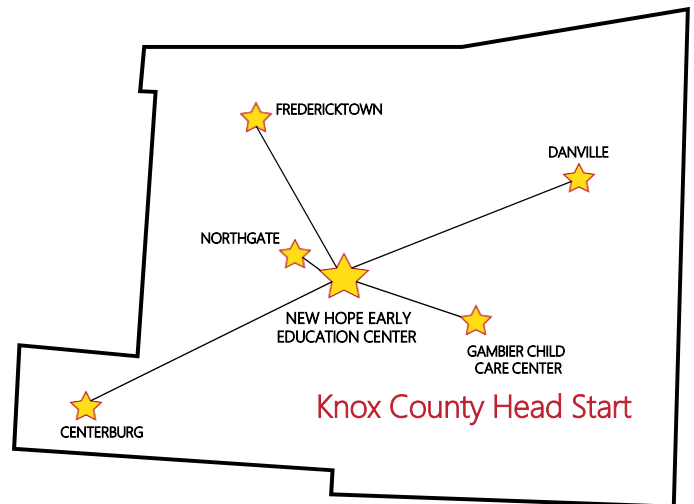 FREDERICKTOWN
DANVILLE
NORTHGATE
NEW HOPE EARLY
EDUCATION CENTER
GAMBIER CHILD
CARE CENTER
Knox County Head Start
CENTERBURG